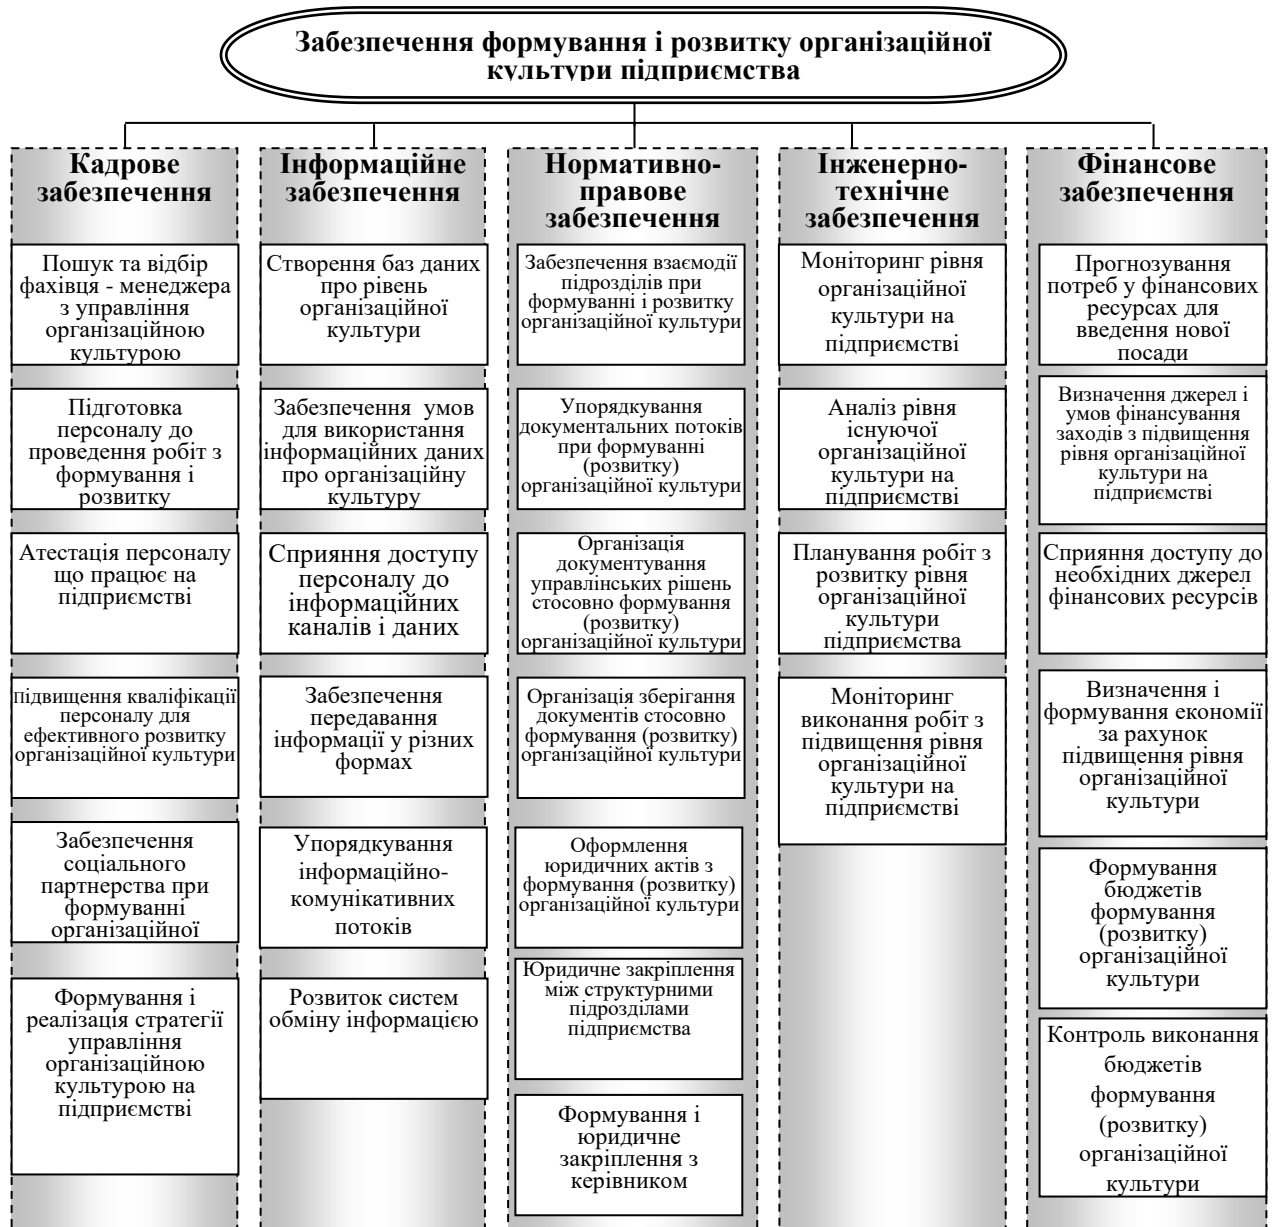 Забезпечення формування і розвитку організаційної
культури підприємства
Кадрове
забезпечення
Пошук та відбір
фахівця - менеджера
з управління
організаційною
культурою
Підготовка
персоналу до
проведення робіт з
формування і
розвитку
Атестація персоналу
що працює на
підприємстві
підвищення кваліфікації
персоналу для
ефективного розвитку
організаційної культури
Забезпечення
соціального
партнерства при
формуванні
організаційної
Формування і
реалізація стратегії
управління
організаційною
культурою на
підприємстві
Інформаційне
забезпечення
Створення баз даних
про рівень
організаційної
культури
Забезпечення умов
для використання
інформаційних даних
про організаційну
культуру
Сприяння доступу
персоналу до
інформаційних
каналів і даних
Забезпечення
передавання
інформації у різних
формах
Упорядкування
інформаційно-
комунікативних
потоків
Розвиток систем
обміну інформацією
Нормативно-
правове
забезпечення
Забезпечення взаємодії
підрозділів при
формуванні і розвитку
організаційної культури
Упорядкування
документальних потоків
при формуванні
(розвитку)
організаційної культури
Організація
документування
управлінських рішень
стосовно формування
(розвитку)
організаційної культури
Організація зберігання
документів стосовно
формування (розвитку)
організаційної культури
Оформлення
юридичних актів з
формування (розвитку)
організаційної культури
Юридичне закріплення
між структурними
підрозділами
підприємства
Формування і
юридичне
закріплення з
керівником
Інженерно-
технічне
забезпечення
Моніторинг рівня
організаційної
культури на
підприємстві
Аналіз рівня
існуючої
організаційної
культури на
підприємстві
Планування робіт з
розвитку рівня
організаційної
культури
підприємства
Моніторинг
виконання робіт з
підвищення рівня
організаційної
культури на
підприємстві
Фінансове
забезпечення
Прогнозування
потреб у фінансових
ресурсах для
введення нової
посади
Визначення джерел і
умов фінансування
заходів з підвищення
рівня організаційної
культури на
підприємстві
Сприяння доступу до
необхідних джерел
фінансових ресурсів
Визначення і
формування економії
за рахунок
підвищення рівня
організаційної
культури
Формування
бюджетів
формування
(розвитку)
організаційної
культури
Контроль виконання
бюджетів
формування
(розвитку)
організаційної
культури